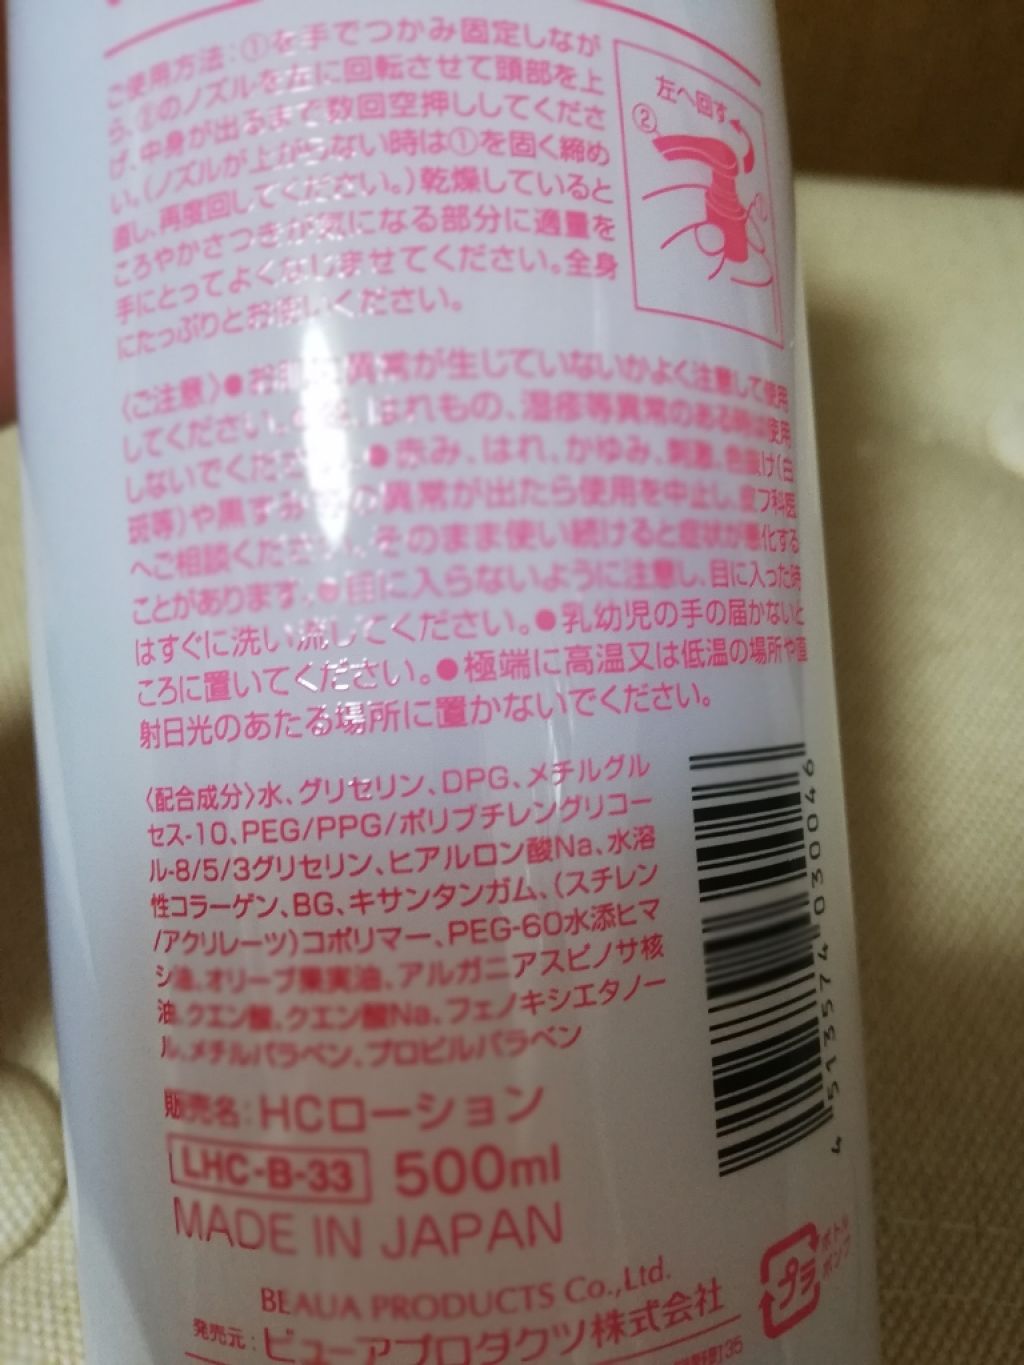 ご使用方法:①を手でつかみ固定しなが
ら、②のノズルを左に回転させて頭部を上
げ、中身が出るまで数回空押ししてくださ
い。(ノズルが上がらない時は①を固く締め
直し、再度回してください。)乾燥していると
ころやかさつきが気になる部分に適量を
手にとってよくなじませてください。全身
にたっぷりとお使いください。
左へ回す
②
①
〈ご注意〉●お肌に異常が生じていないかよく注意して使用
してください。 はれもの、湿疹等異常のある時は使用
しないでください。●赤み、はれ、かゆみ、刺激、色抜け(白
斑等)や黒ずみ等の異常が出たら使用を中止し、皮フ科医
へご相談ください。そのまま使い続けると症状が悪化する
ことがあります。●目に入らないように注意し、目に入った時
はすぐに洗い流してください。●乳幼児の手の届かないと
ころに置いてください。●極端に高温又は低温の場所や直
射日光のあたる場所に置かないでください。
〈配合成分〉水、グリセリン、DPG、メチルグル
セス-10、PEG/PPG/ポリブチレングリコー
ル-8/5/3グリセリン、ヒアルロン酸Na、水溶
性コラーゲン、BG、キサンタンガム、(スチレン
/アクリレーツ)コポリマー、PEG-60水添ヒマ
シ油、オリーブ果実油、アルガニアスピノサ核
油、クエン酸、クエン酸Na、フェノキシエタノー
ル、メチルパラベン、プロピルパラベン
4513574030046
販売名:HCローション
LHC-B-33 500ml
MADE IN JAPAN
BEAUA PRODUCTS Co.,Ltd.
発売元:ビューアプロダクツ株式会社
プラ
ボトル
ポンプ
町35